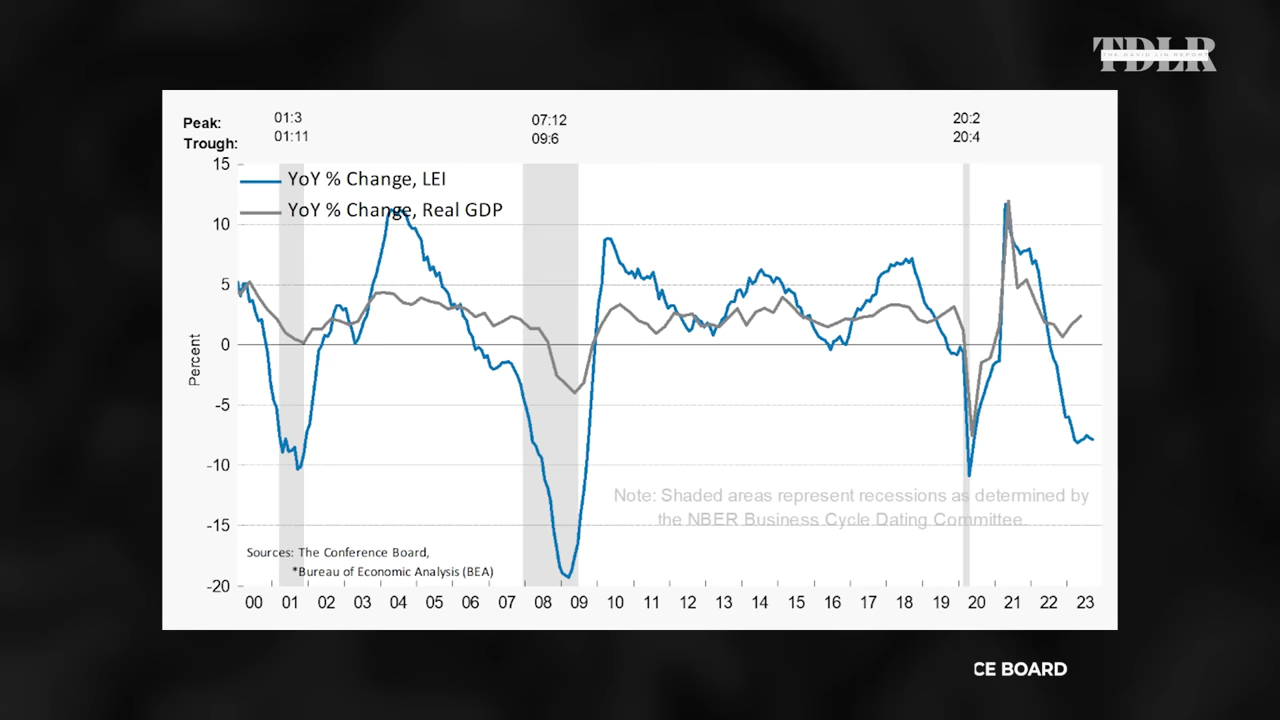 TDLR
THE DAVID LIN REPORT
Peak:
Trough:
01:3
01:11
07:12
09:6
20:2
20:4
YoY % Change, LEI
YoY % Change, Real GDP
Percent
15
10
5
0
-5
-10
-15
-20
Note: Shaded areas represent recessions as determined by
the NBER Business Cycle Dating Committee.
Sources: The Conference Board,
*Bureau of Economic Analysis (BEA)
00 01 02 03 04 05 06 07 08 09 10 11 12 13 14 15 16 17 18 19 20 21 22 23
CE BOARD